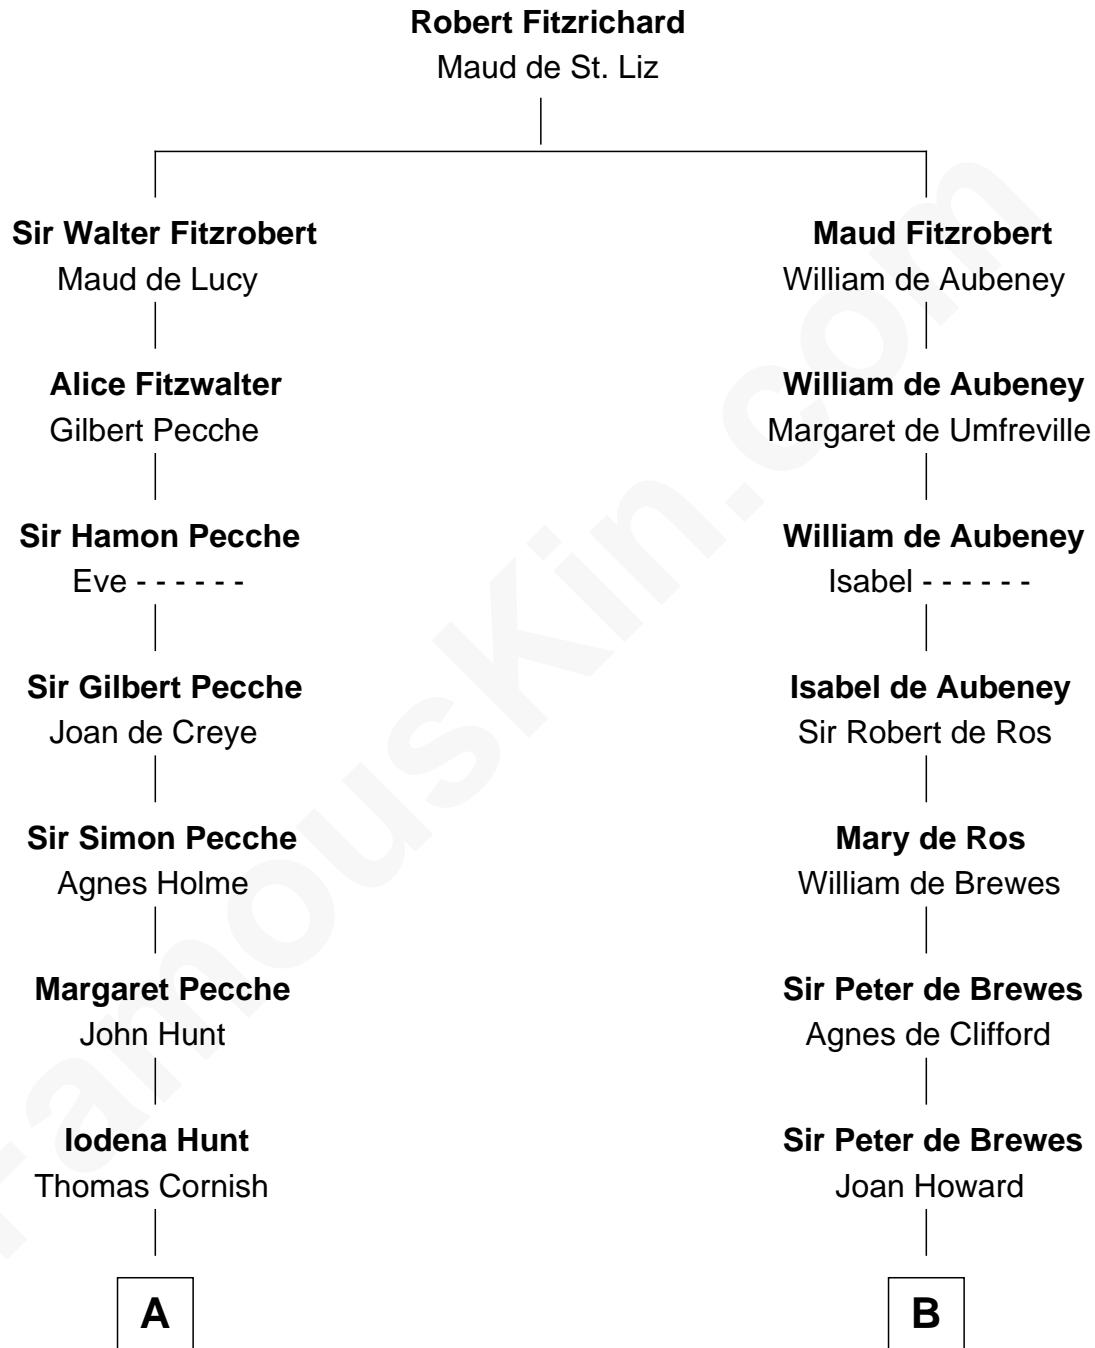 Robert Fitzrichard
Maud de St. Liz
Sir Walter Fitzrobert
Maud de Lucy
Maud Fitzrobert
William de Aubeney
Alice Fitzwalter
Gilbert Pecche
William de Aubeney
Margaret de Umfreville
Sir Hamon Pecche
Eve - - - - - -
William de Aubeney
Isabel - - - - - -
Sir Gilbert Pecche
Joan de Creye
Isabel de Aubeney
Sir Robert de Ros
Sir Simon Pecche
Agnes Holme
Mary de Ros
William de Brewes
Margaret Pecche
John Hunt
Sir Peter de Brewes
Agnes de Clifford
Iodena Hunt
Thomas Cornish
Sir Peter de Brewes
Joan Howard
A
B
FamousKin.com